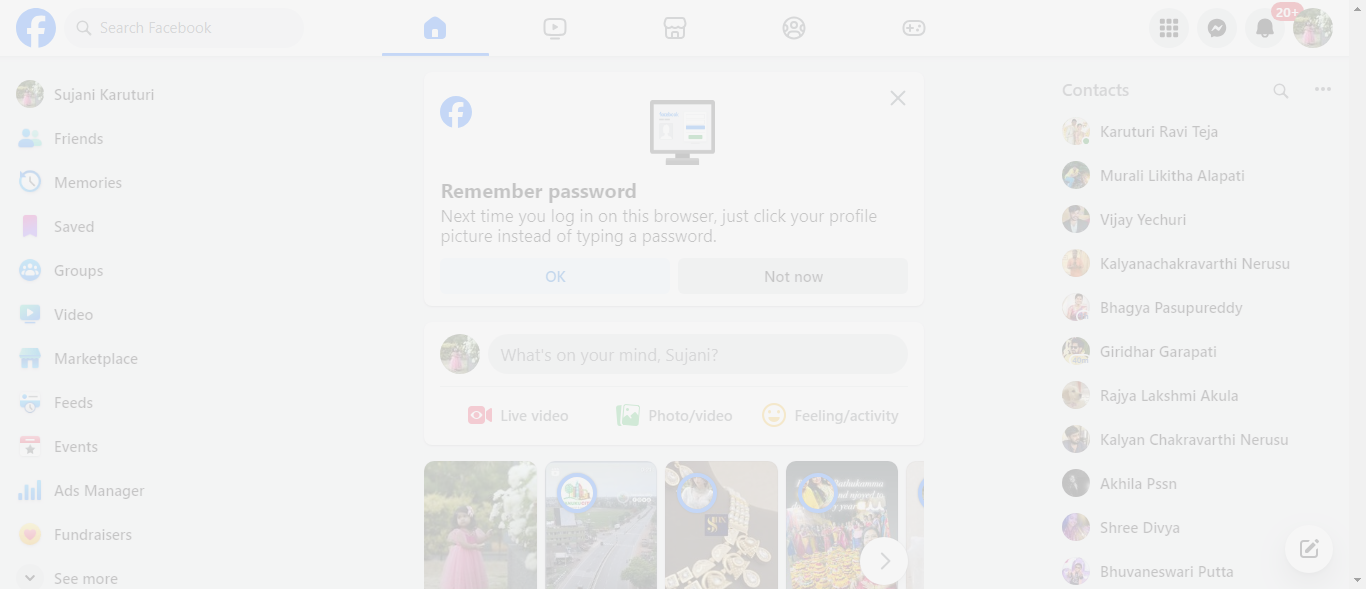 Search Facebook
20+
Sujani Karuturi
Friends
Memories
Saved
Groups
Video
Marketplace
Feeds
Events
Ads Manager
Fundraisers
See more
Remember password
Next time you log in on this browser, just click your profile
picture instead of typing a password.
OK
Not now
What's on your mind, Sujani?
Live video
Photo/video
Feeling/activity
Contacts
Karuturi Ravi Teja
Murali Likitha Alapati
Vijay Yechuri
Kalyanachakravarthi Nerusu
Bhagya Pasupureddy
Giridhar Garapati
Rajya Lakshmi Akula
Kalyan Chakravarthi Nerusu
Akhila Pssn
Shree Divya
Bhuvaneswari Putta